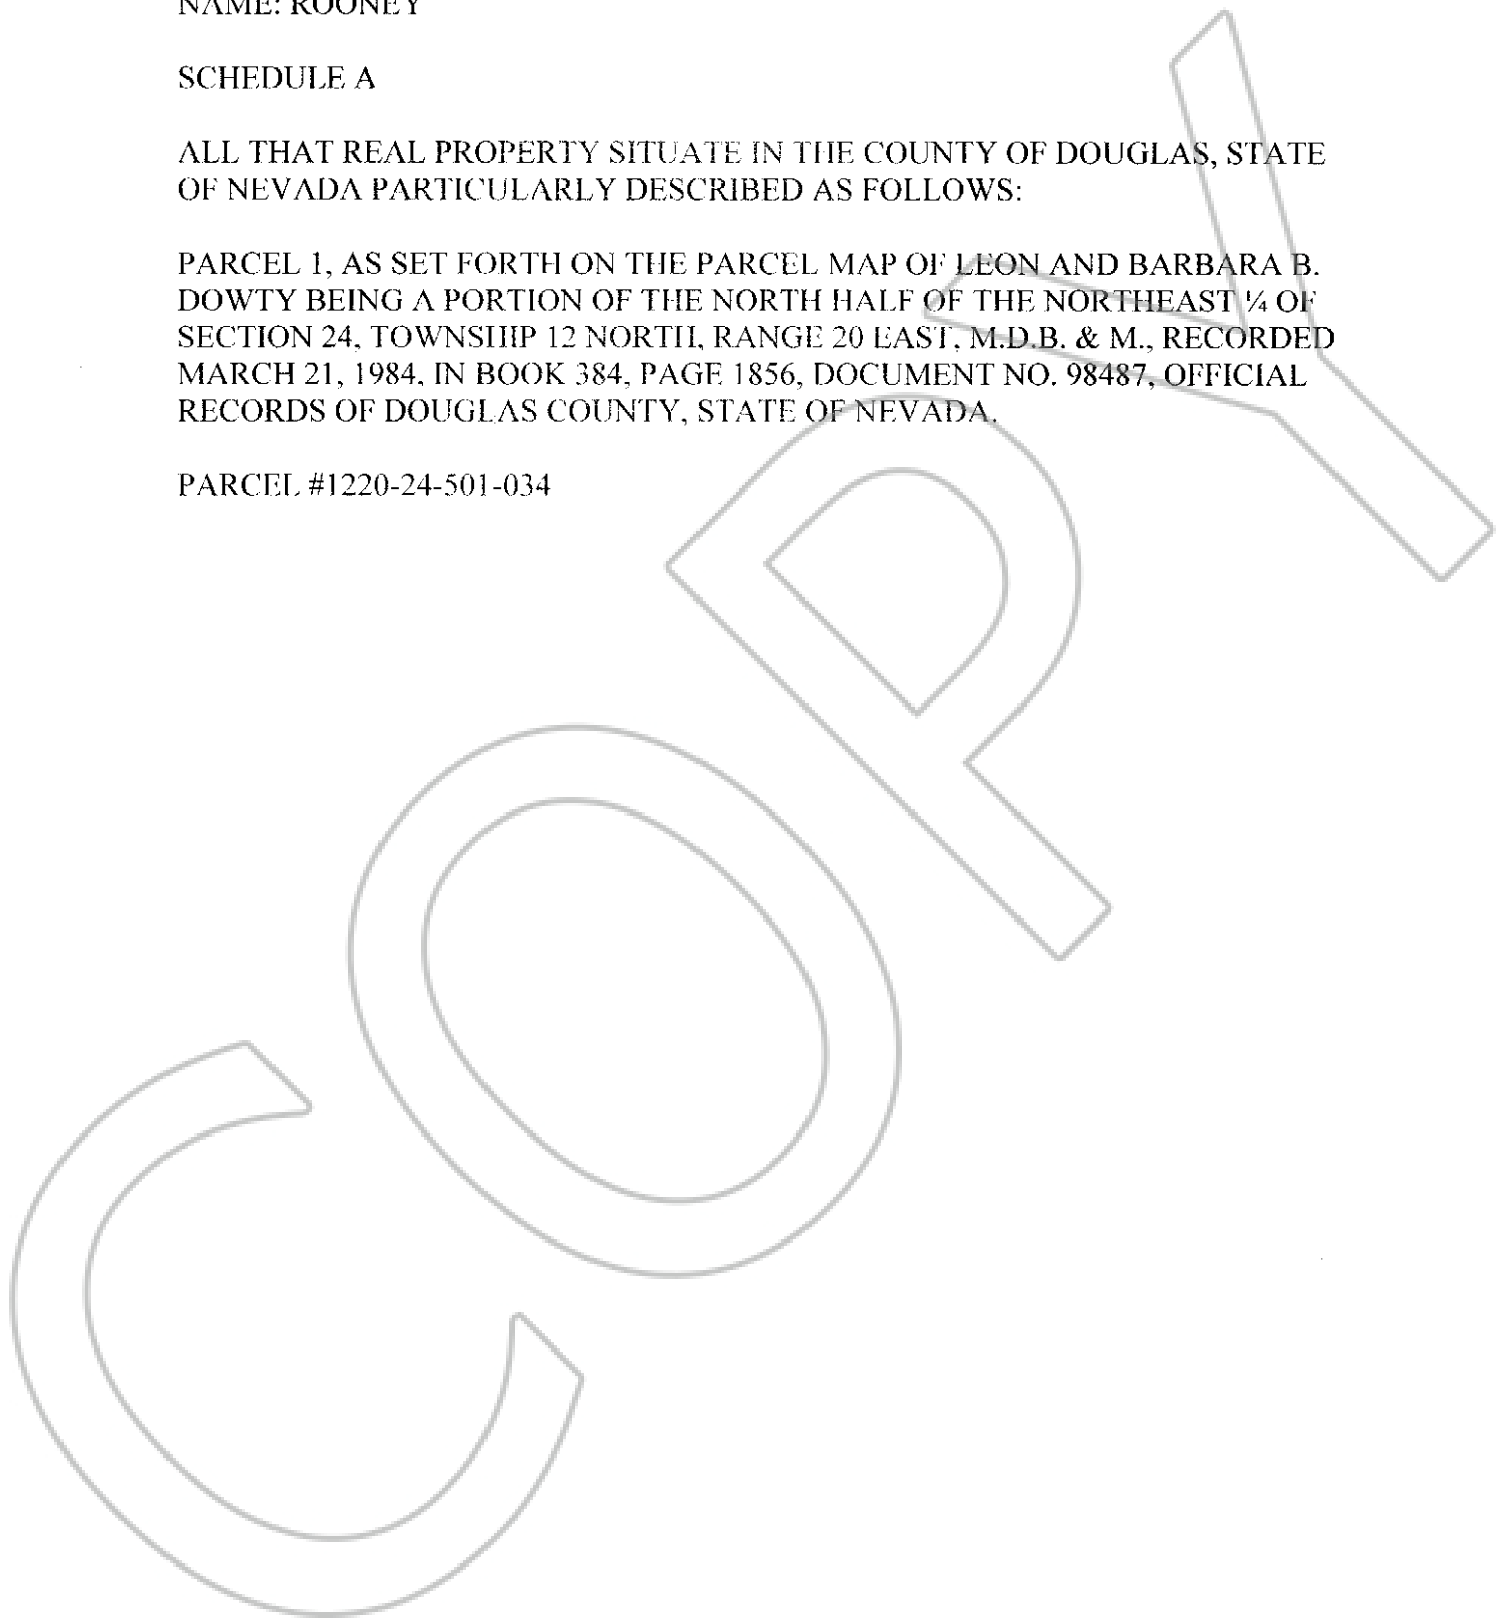 NAME: ROONEY
SCHEDULE A
ALL THAT REAL PROPERTY SITUATE IN THE COUNTY OF DOUGLAS, STATE
OF NEVADA PARTICULARLY DESCRIBED AS FOLLOWS:
PARCEL 1, AS SET FORTH ON THE PARCEL MAP OF LEON AND BARBARA B.
DOWTY BEING A PORTION OF THE NORTH HALF OF THE NORTHEAST ¼ OF
SECTION 24, TOWNSHIP 12 NORTH, RANGE 20 EAST, M.D.B. & M., RECORDED
MARCH 21, 1984, IN BOOK 384, PAGE 1856, DOCUMENT NO. 98487, OFFICIAL
RECORDS OF DOUGLAS COUNTY, STATE OF NEVADA.
PARCEL #1220-24-501-034
COPY